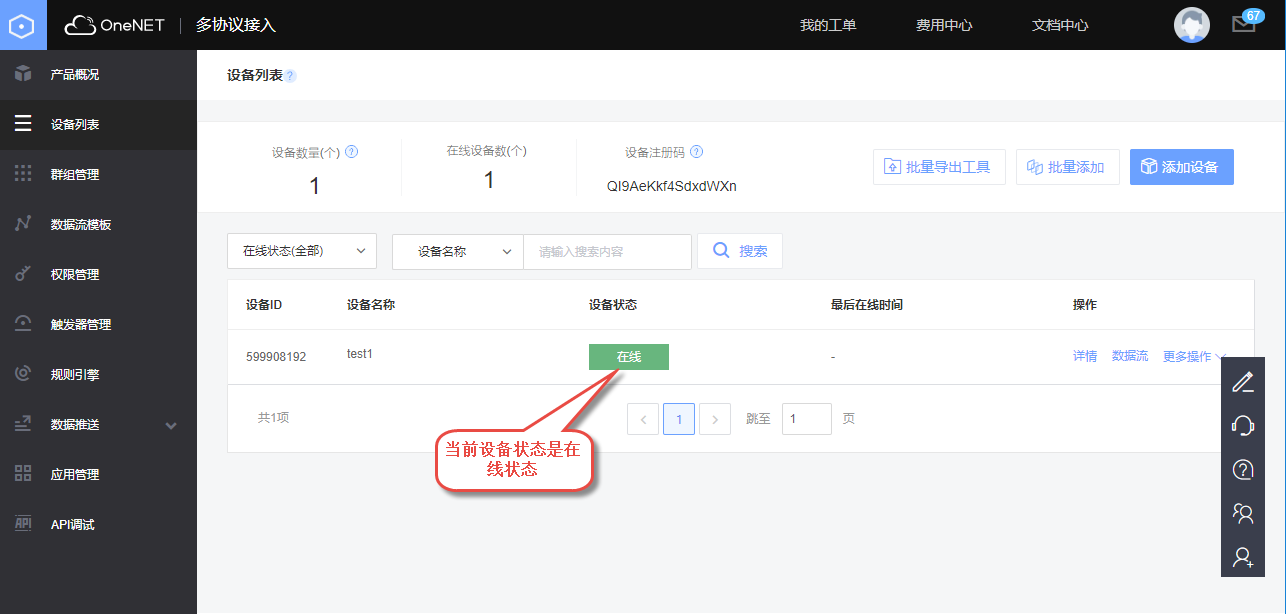 OneNET 多协议接入 我的工单 费用中心 文档中心 67
产品概况
设备列表
群组管理
数据流模板
权限管理
触发器管理
规则引擎
数据推送
应用管理
API API调试
设备列表 ?
设备数量(个) ? 在线设备数(个) 设备注册码 ?
1 1 QI9AeKkf4SdxdWXn
批量导出工具 批量添加 添加设备
在线状态(全部) 设备名称 请输入搜索内容 搜索
设备ID 设备名称 设备状态 最后在线时间 操作
599908192 test1 在线 - 详情 数据流 更多操作
共1项 < 1 > 跳至 1 页
当前设备状态是在
线状态